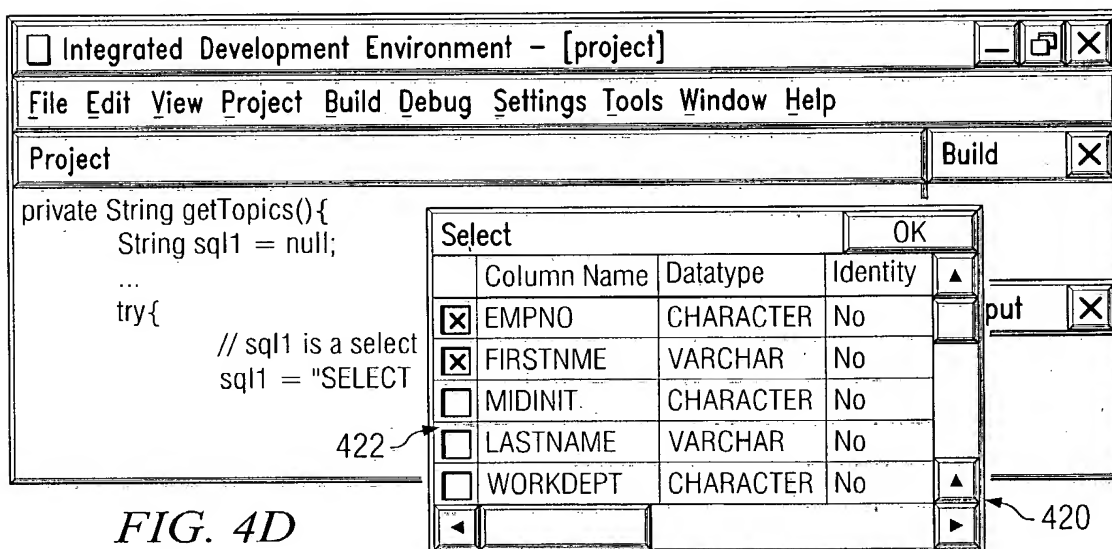 Integrated Development Environment – [project]
File Edit View Project Build Debug Settings Tools Window Help
Project
Build
private String getTopics(){
String sql1 = null;
...
try{
// sql1 is a select
sql1 = "SELECT
Select
OK
Column Name Datatype Identity
EMPNO CHARACTER No
FIRSTNME VARCHAR No
MIDINIT CHARACTER No
LASTNAME VARCHAR No
WORKDEPT CHARACTER No
put
422
420
FIG. 4D